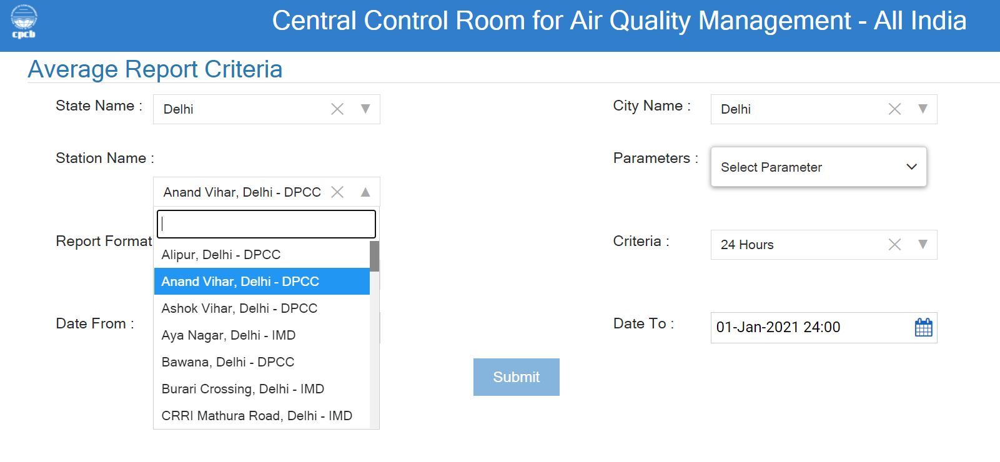 cpcb
Central Control Room for Air Quality Management - All India
Average Report Criteria
State Name :
Delhi
City Name :
Delhi
Station Name :
Parameters :
Select Parameter
Anand Vihar, Delhi - DPCC
Report Format
Criteria :
24 Hours
Alipur, Delhi - DPCC
Anand Vihar, Delhi - DPCC
Ashok Vihar, Delhi - DPCC
Date From :
Date To :
01-Jan-2021 24:00
Aya Nagar, Delhi - IMD
Bawana, Delhi - DPCC
Burari Crossing, Delhi - IMD
CRRI Mathura Road, Delhi - IMD
Submit